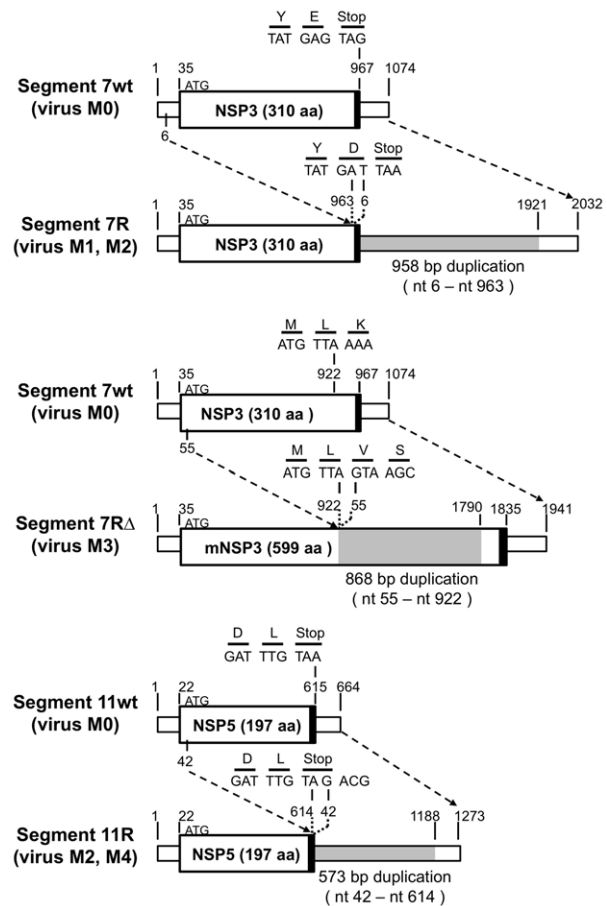 Y E Stop
TAT GAG TAG
Segment 7wt
(virus M0)
1 35 967 1074
ATG
NSP3 (310 aa)
6
Y D Stop
TAT GA T TAA
963 6
Segment 7R
(virus M1, M2)
1 35 1921 2032
ATG
NSP3 (310 aa)
958 bp duplication
( nt 6 – nt 963 )
M L K
ATG TTA AAA
Segment 7wt
(virus M0)
1 35 922 967 1074
ATG
NSP3 (310 aa )
55
M L V S
ATG TTA GTA AGC
922 55
Segment 7RΔ
(virus M3)
1 35 1790 1835 1941
ATG
mNSP3 (599 aa)
868 bp duplication
( nt 55 – nt 922 )
D L Stop
GAT TTG TAA
Segment 11wt
(virus M0)
1 22 615 664
ATG
NSP5 (197 aa)
42
D L Stop
GAT TTG TA G ACG
614 42
Segment 11R
(virus M2, M4)
1 22 1188 1273
ATG
NSP5 (197 aa)
573 bp duplication
( nt 42 – nt 614 )